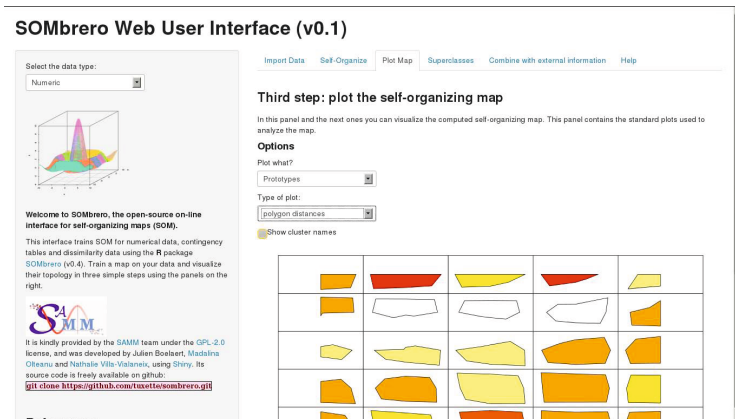 SOMbrero Web User Interface (v0.1)
Select the data type:
Numeric
Welcome to SOMbrero, the open-source on-line
interface for self-organizing maps (SOM).
This interface trains SOM for numerical data, contingency
tables and dissimilarity data using the R package
SOMbrero (v0.4). Train a map on your data and visualize
their topology in three simple steps using the panels on the
right.
SAMM
It is kindly provided by the SAMM team under the GPL-2.0
license, and was developed by Julien Boelaert, Madalina
Olteanu and Nathalie Villa-Vialaneix, using Shiny. Its
source code is freely available on github:
git clone https://github.com/tuxette/sombrero.git
Import Data Self-Organize Plot Map Superclasses Combine with external information Help
Third step: plot the self-organizing map
In this panel and the next ones you can visualize the computed self-organizing map. This panel contains the standard plots used to
analyze the map.
Options
Plot what?
Prototypes
Type of plot:
polygon distances
Show cluster names